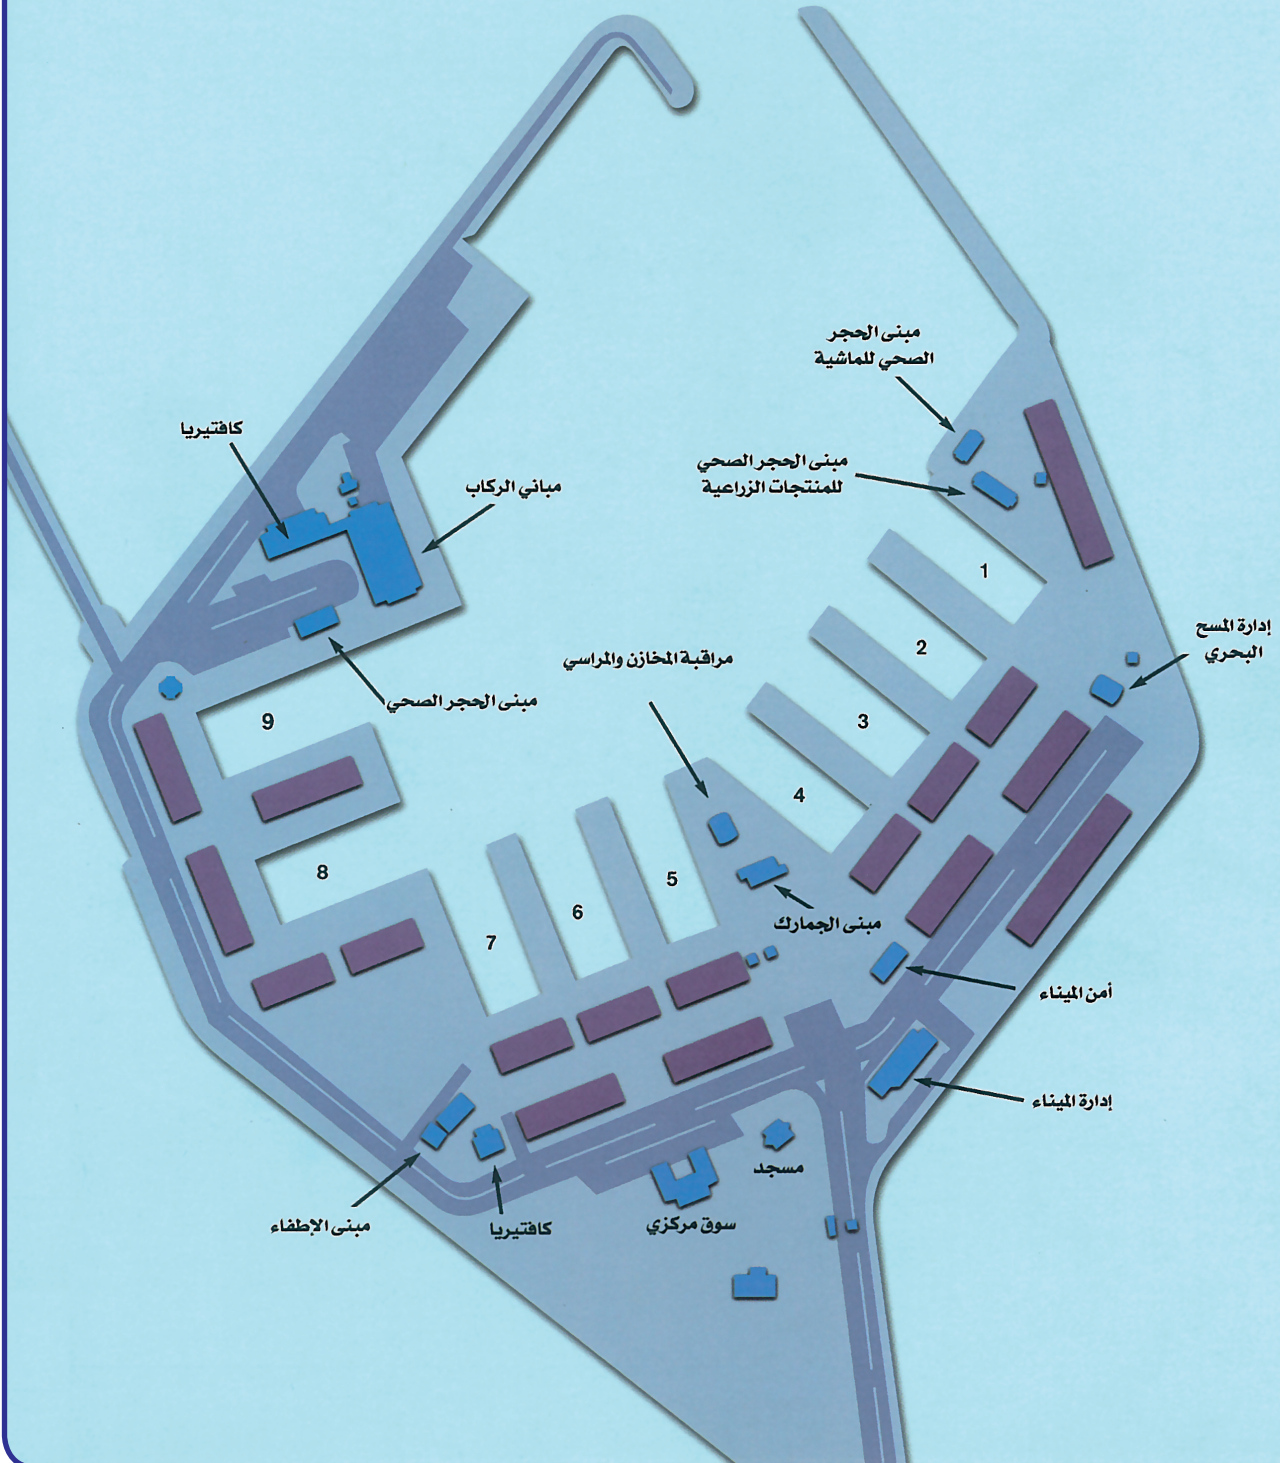 مبنى الحجر
الصحي للماشية
كافتيريا
مبنى الحجر الصحي
للمنتجات الزراعية
مباني الركاب
1
إدارة المسح
البحري
2
مراقبة المخازن والمراسي
مبنى الحجر الصحي
9
3
4
8
5
6
مبنى الجمارك
7
أمن الميناء
إدارة الميناء
مسجد
سوق مركزي
كافتيريا
مبنى الإطفاء